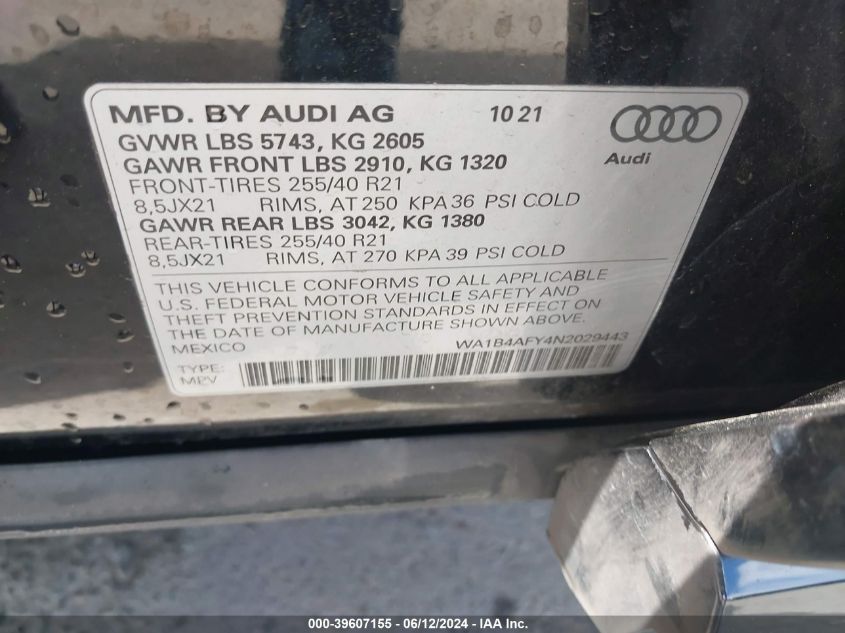 MFD. BY AUDI AG 10 21
GVWR LBS 5743, KG 2605
GAWR FRONT LBS 2910, KG 1320
FRONT-TIRES 255/40 R21
8,5JX21 RIMS, AT 250 KPA 36 PSI COLD
GAWR REAR LBS 3042, KG 1380
REAR-TIRES 255/40 R21
8,5JX21 RIMS, AT 270 KPA 39 PSI COLD
Audi
THIS VEHICLE CONFORMS TO ALL APPLICABLE
U.S. FEDERAL MOTOR VEHICLE SAFETY AND
THEFT PREVENTION STANDARDS IN EFFECT ON
THE DATE OF MANUFACTURE SHOWN ABOVE.
MEXICO WA1B4AFY4N2029443
TYPE:
MPV
000-39607155 - 06/12/2024 - IAAI.com